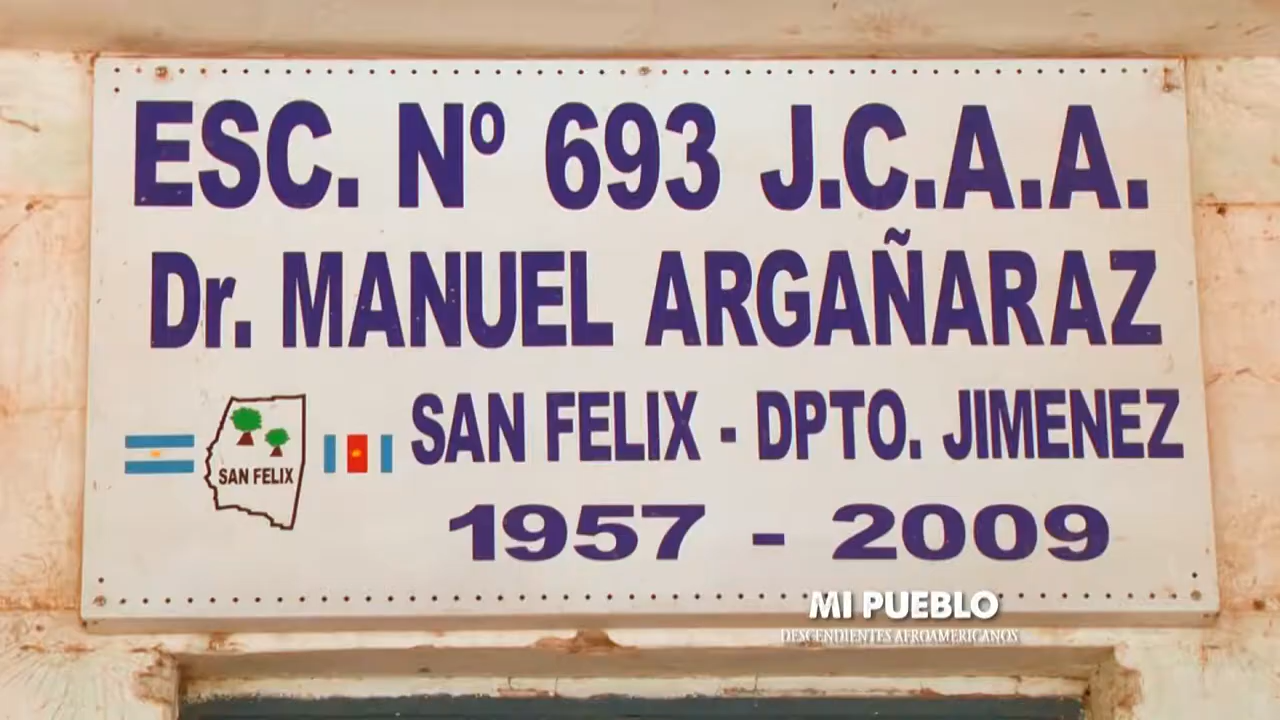 ESC. Nº 693 J.C.A.A.
Dr. MANUEL ARGAÑARAZ
SAN FELIX
SAN FELIX - DPTO. JIMENEZ
1957 - 2009
MI PUEBLO
DESCENDIENTES AFROAMERICANOS